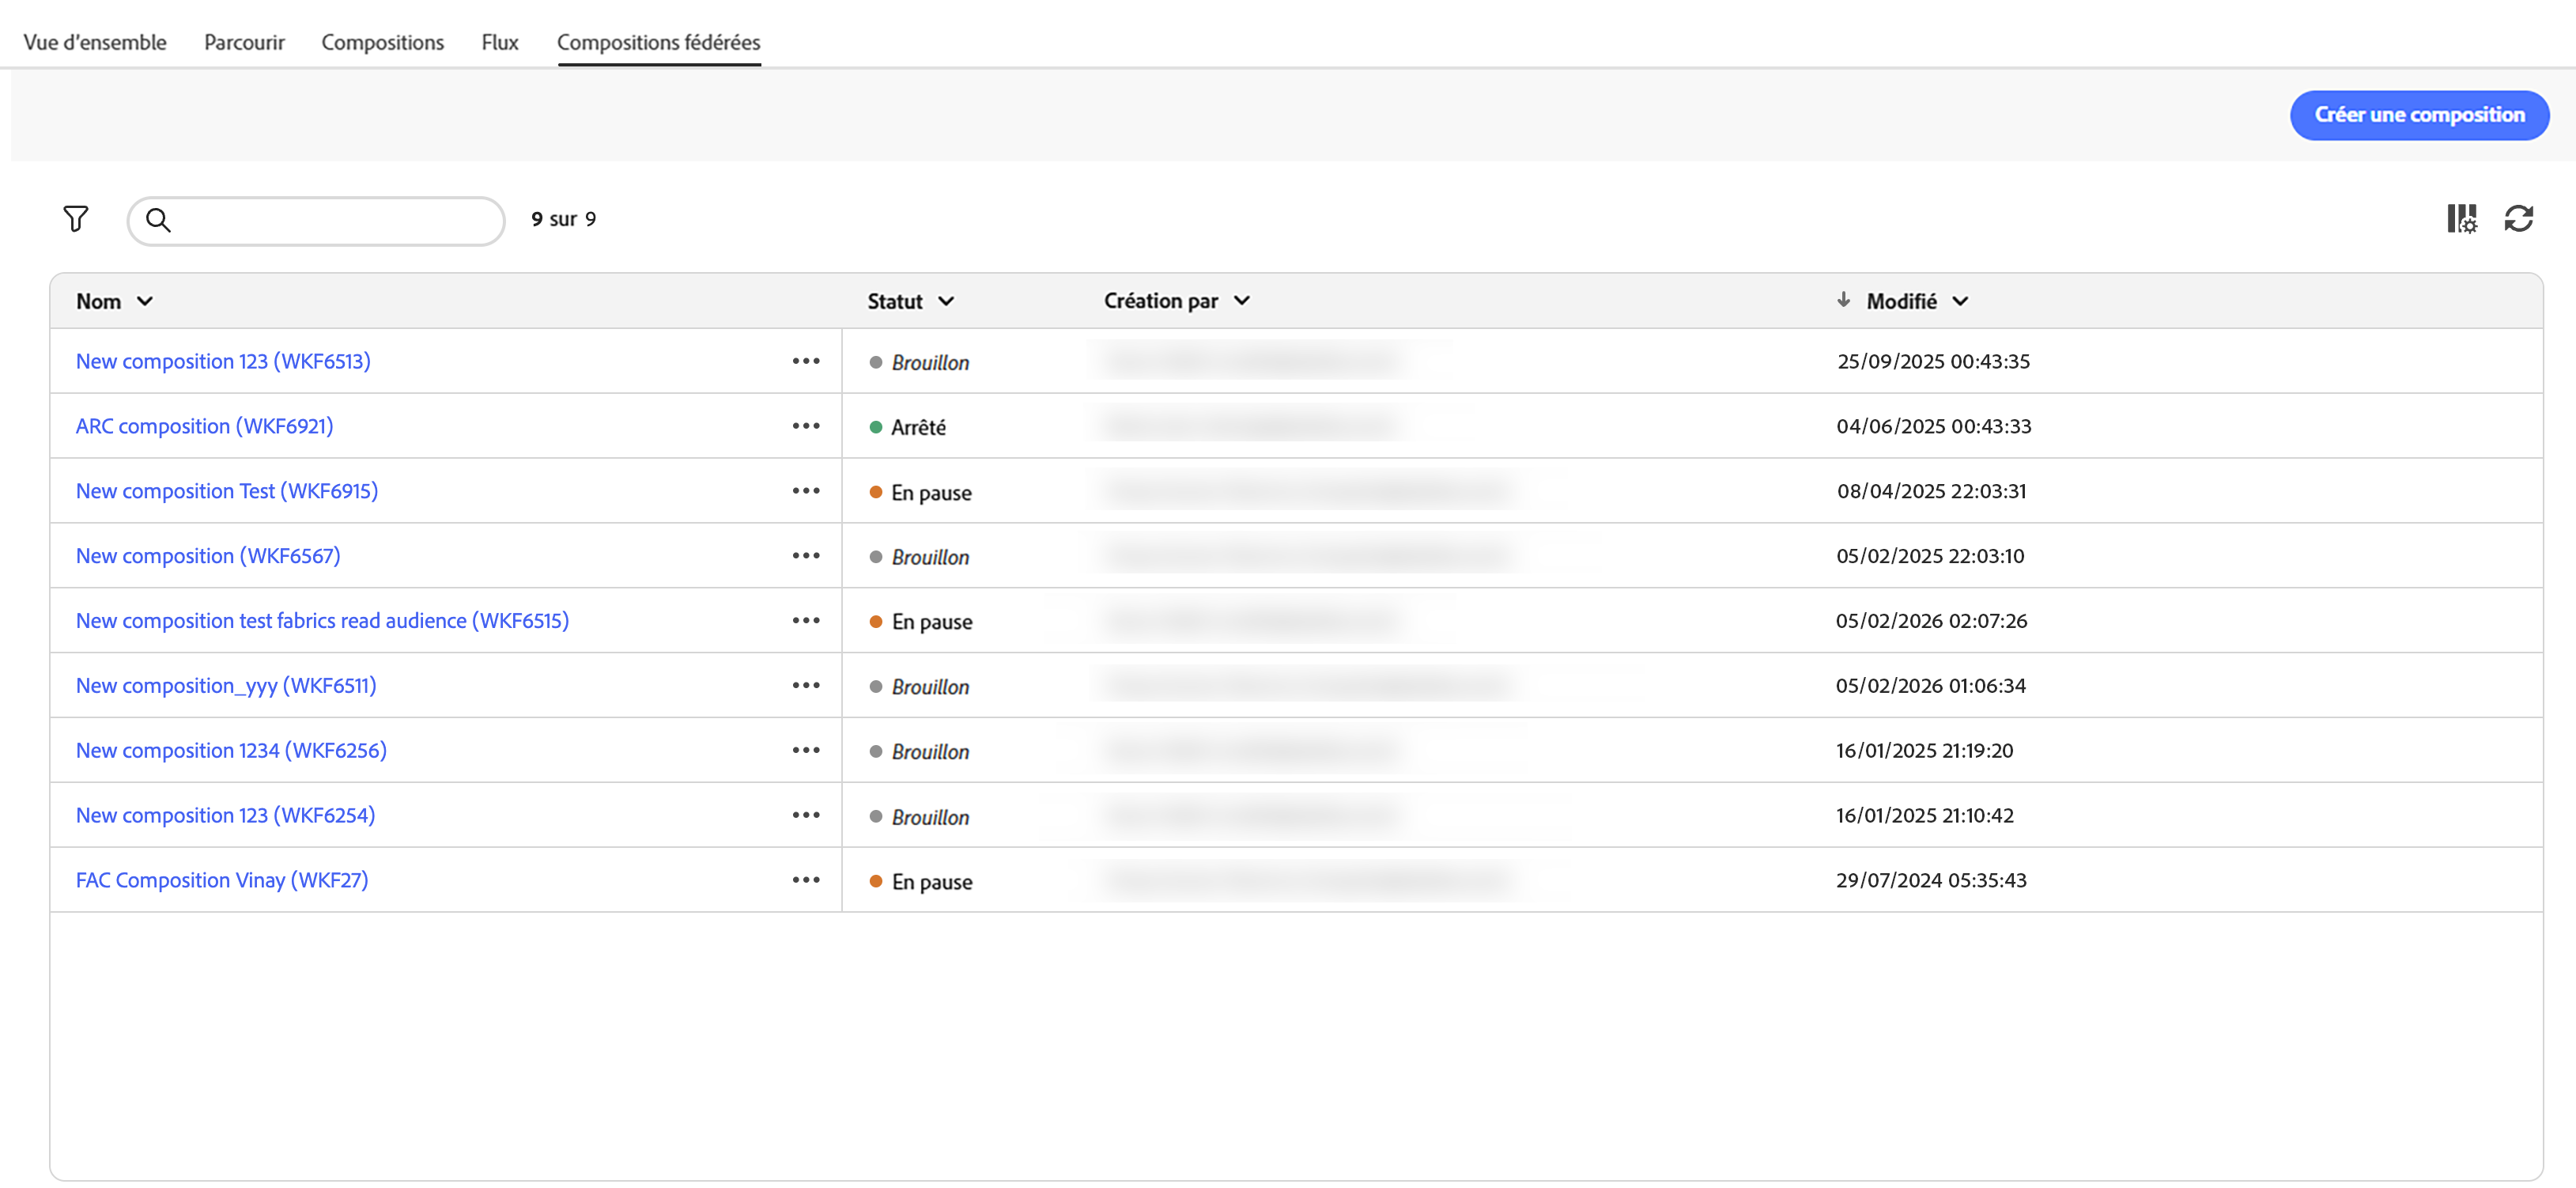 Vue d'ensemble Parcourir Compositions Flux Compositions fédérées
Créer une composition
9 sur 9
Nom Statut Création par Modifié
New composition 123 (WKF6513) Brouillon 25/09/2025 00:43:35
ARC composition (WKF6921) Arrêté 04/06/2025 00:43:33
New composition Test (WKF6915) En pause 08/04/2025 22:03:31
New composition (WKF6567) Brouillon 05/02/2025 22:03:10
New composition test fabrics read audience (WKF6515) En pause 05/02/2026 02:07:26
New composition_yyy (WKF6511) Brouillon 05/02/2026 01:06:34
New composition 1234 (WKF6256) Brouillon 16/01/2025 21:19:20
New composition 123 (WKF6254) Brouillon 16/01/2025 21:10:42
FAC Composition Vinay (WKF27) En pause 29/07/2024 05:35:43